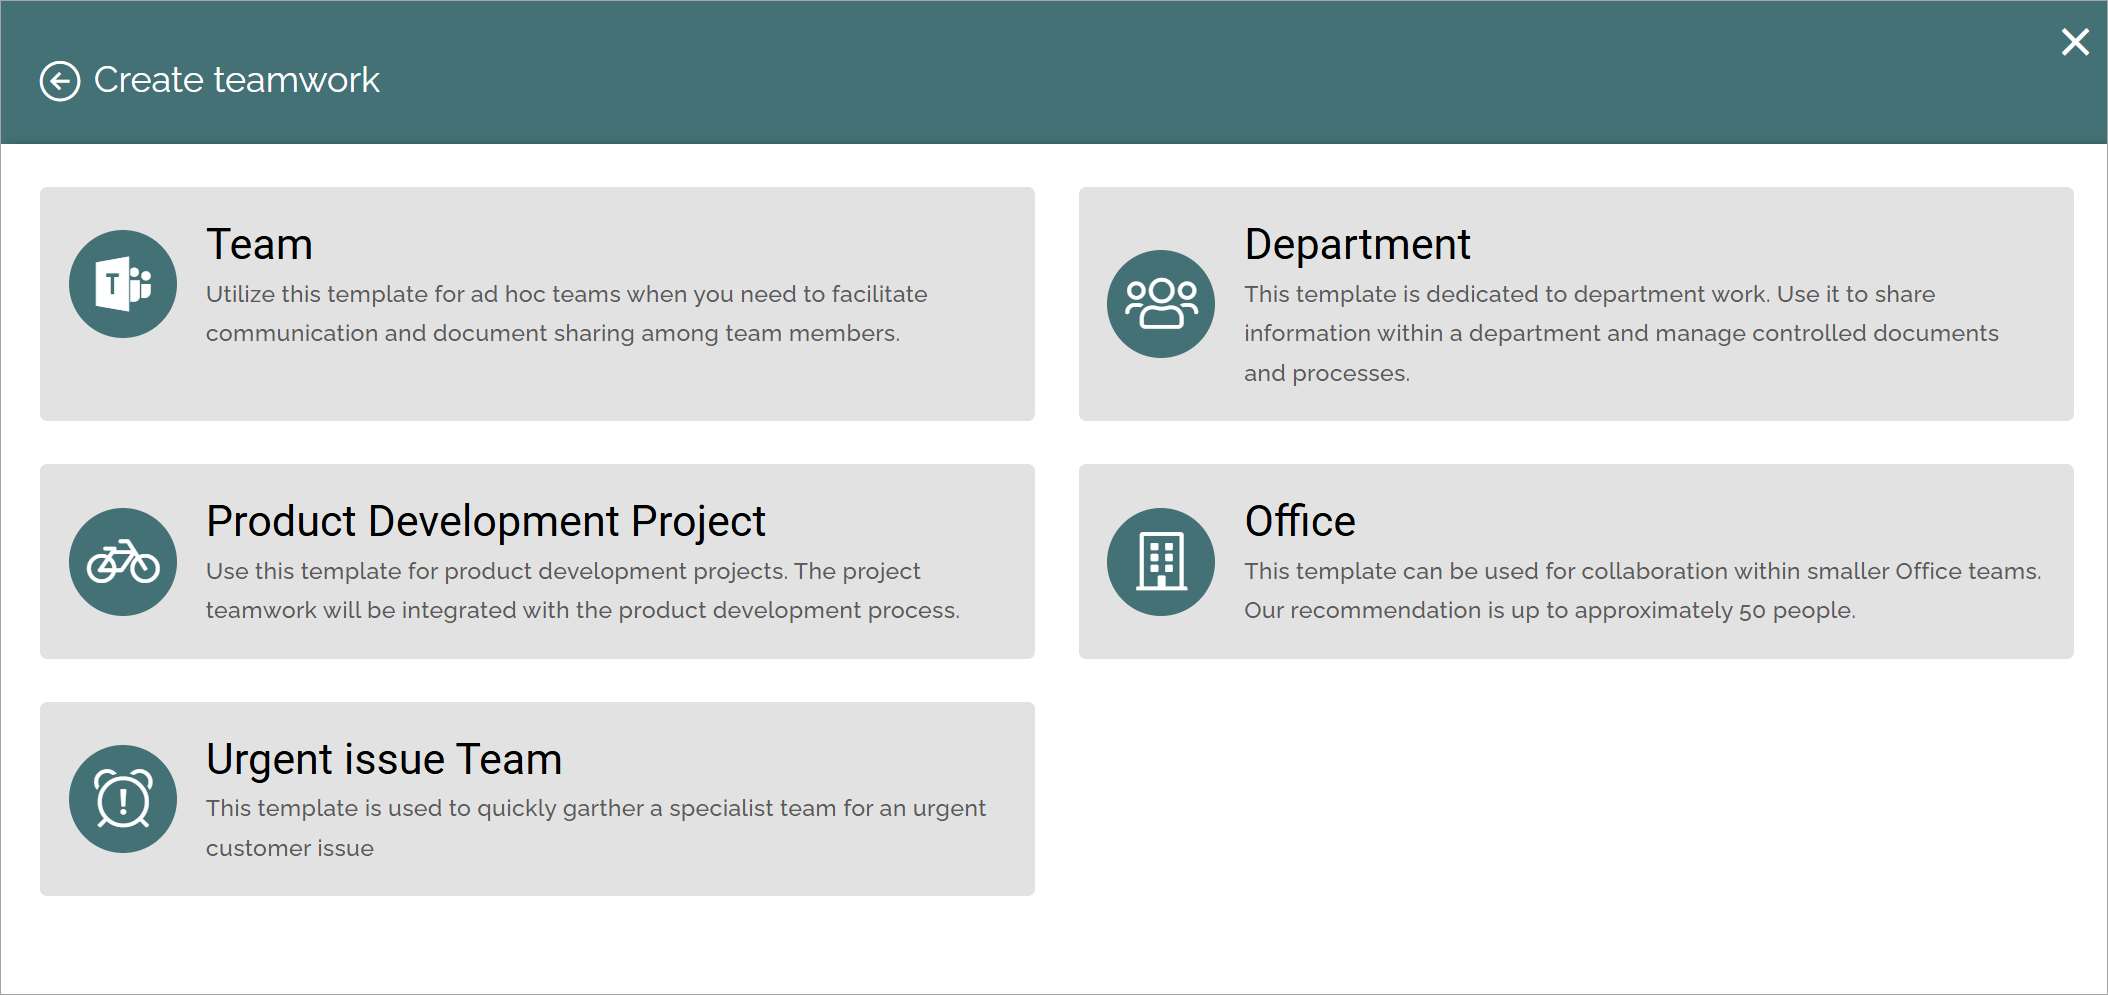 Create teamwork
Team
Utilize this template for ad hoc teams when you need to facilitate
communication and document sharing among team members.
Department
This template is dedicated to department work. Use it to share
information within a department and manage controlled documents
and processes.
Product Development Project
Use this template for product development projects. The project
teamwork will be integrated with the product development process.
Office
This template can be used for collaboration within smaller Office teams.
Our recommendation is up to approximately 50 people.
Urgent issue Team
This template is used to quickly garther a specialist team for an urgent
customer issue